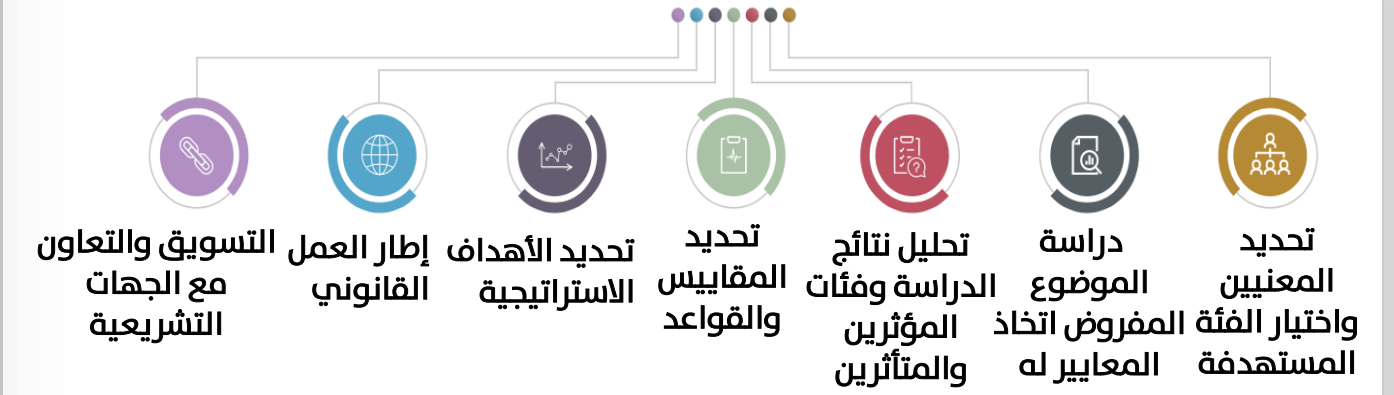 تحديد
المعنيين
واختيار الفئة
المستهدفة
دراسة
الموضوع
المفروض اتخاذ
المعايير له
تحليل نتائج
الدراسة وفئات
المؤثرين
والمتأثرين
تحديد
المقاييس
والقواعد
تحديد الأهداف
الاستراتيجية
إطار العمل
القانوني
التسويق والتعاون
مع الجهات
التشريعية